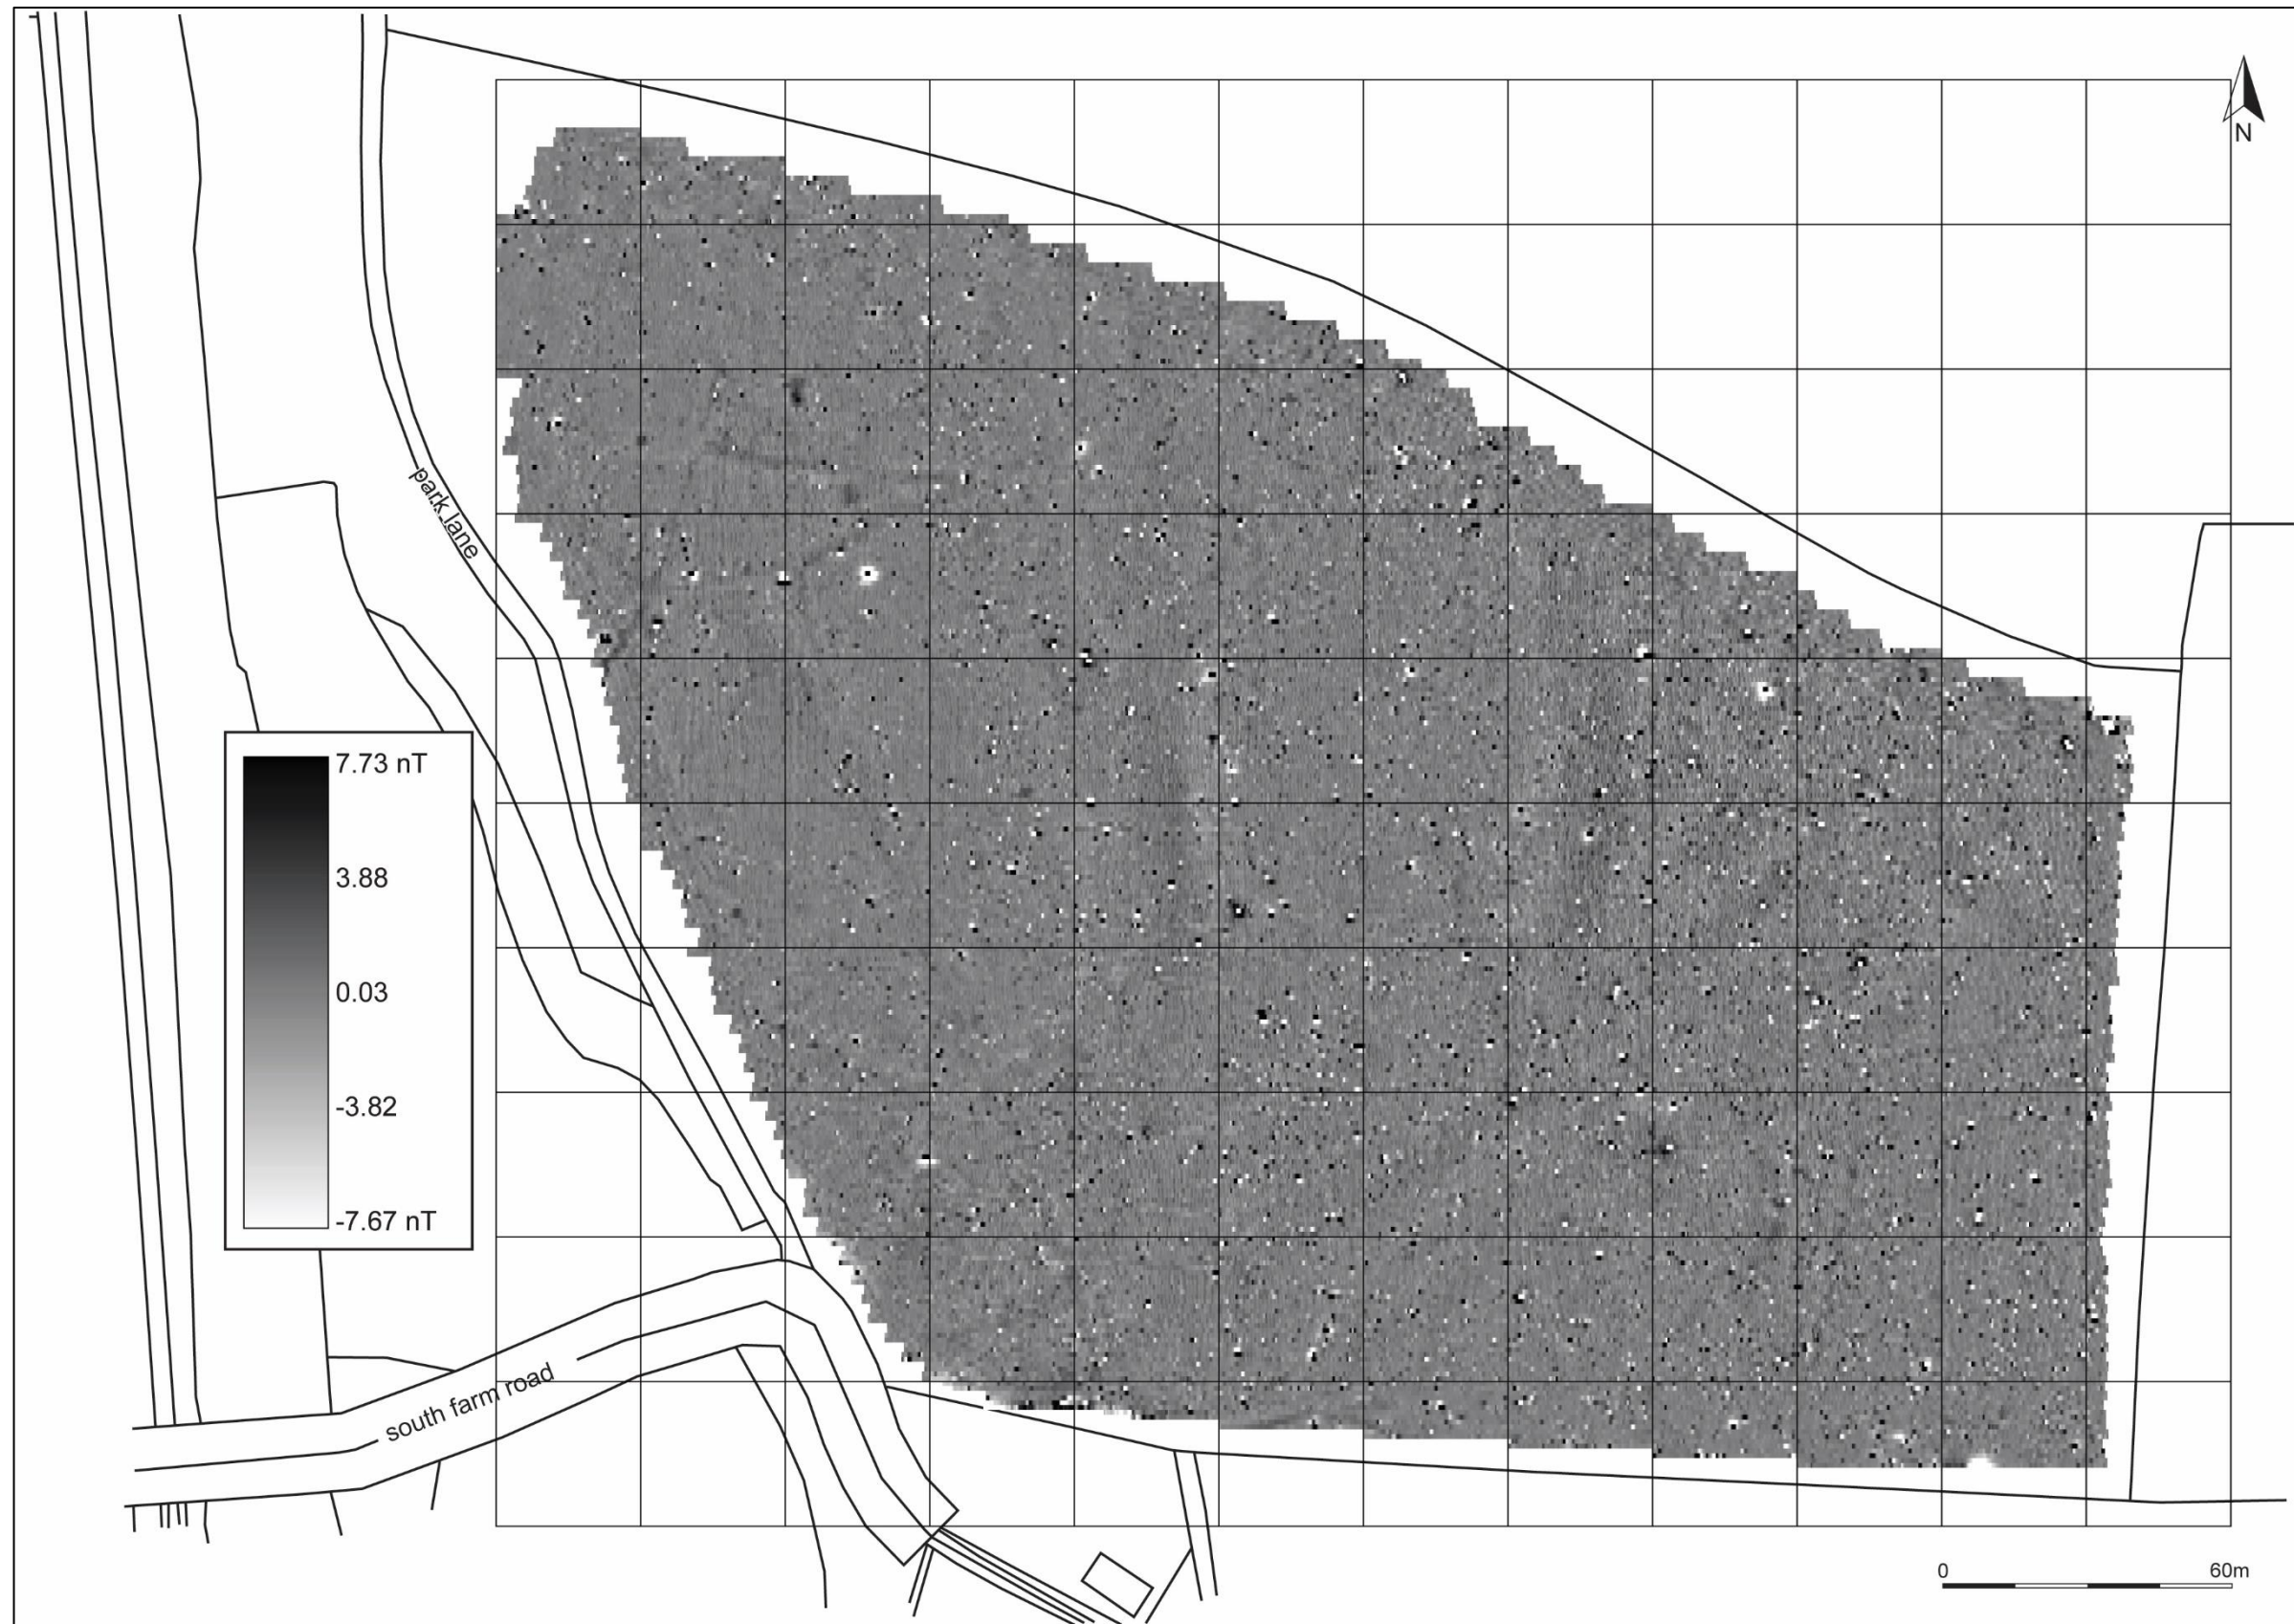 N
park lane
7.73 nT
3.88
0.03
-3.82
-7.67 nT
south farm road
0 60m